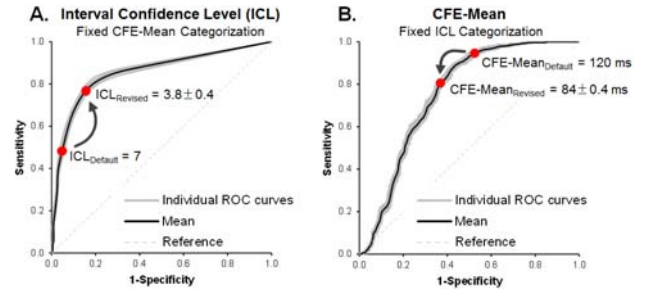 A. Interval Confidence Level (ICL)
Fixed CFE-Mean Categorization
1.0
0.8
0.6
0.4
0.2
0.0
Sensitivity
ICLRevised = 3.8± 0.4
ICLDefault = 7
Individual ROC curves
Mean
Reference
0.0 0.2 0.4 0.6 0.8 1.0
1-Specificity
B. CFE-Mean
Fixed ICL Categorization
1.0
0.8
0.6
0.4
0.2
0.0
Sensitivity
CFE-MeanDefault = 120 ms
CFE-MeanRevised = 84± 0.4 ms
Individual ROC curves
Mean
Reference
0.0 0.2 0.4 0.6 0.8 1.0
1-Specificity